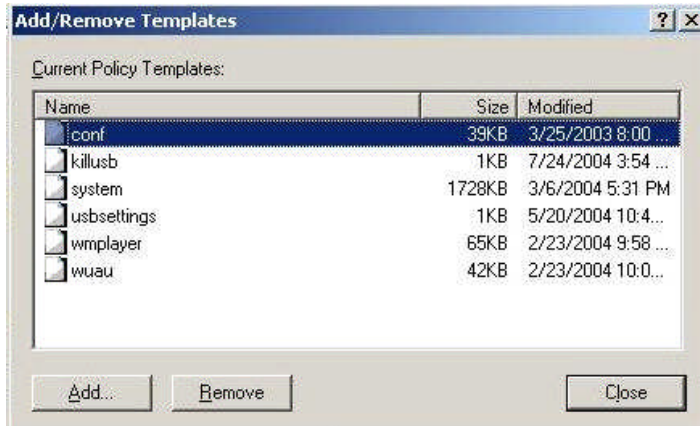 Add/Remove Templates
Current Policy Templates:
Name Size Modified
conf 39KB 3/25/2003 8:00 ...
killusb 1KB 7/24/2004 3:54 ...
system 1728KB 3/6/2004 5:31 PM
usbsettings 1KB 5/20/2004 10:4...
wmplayer 65KB 2/23/2004 9:58 ...
wuau 42KB 2/23/2004 10:0...
Add... Remove Close